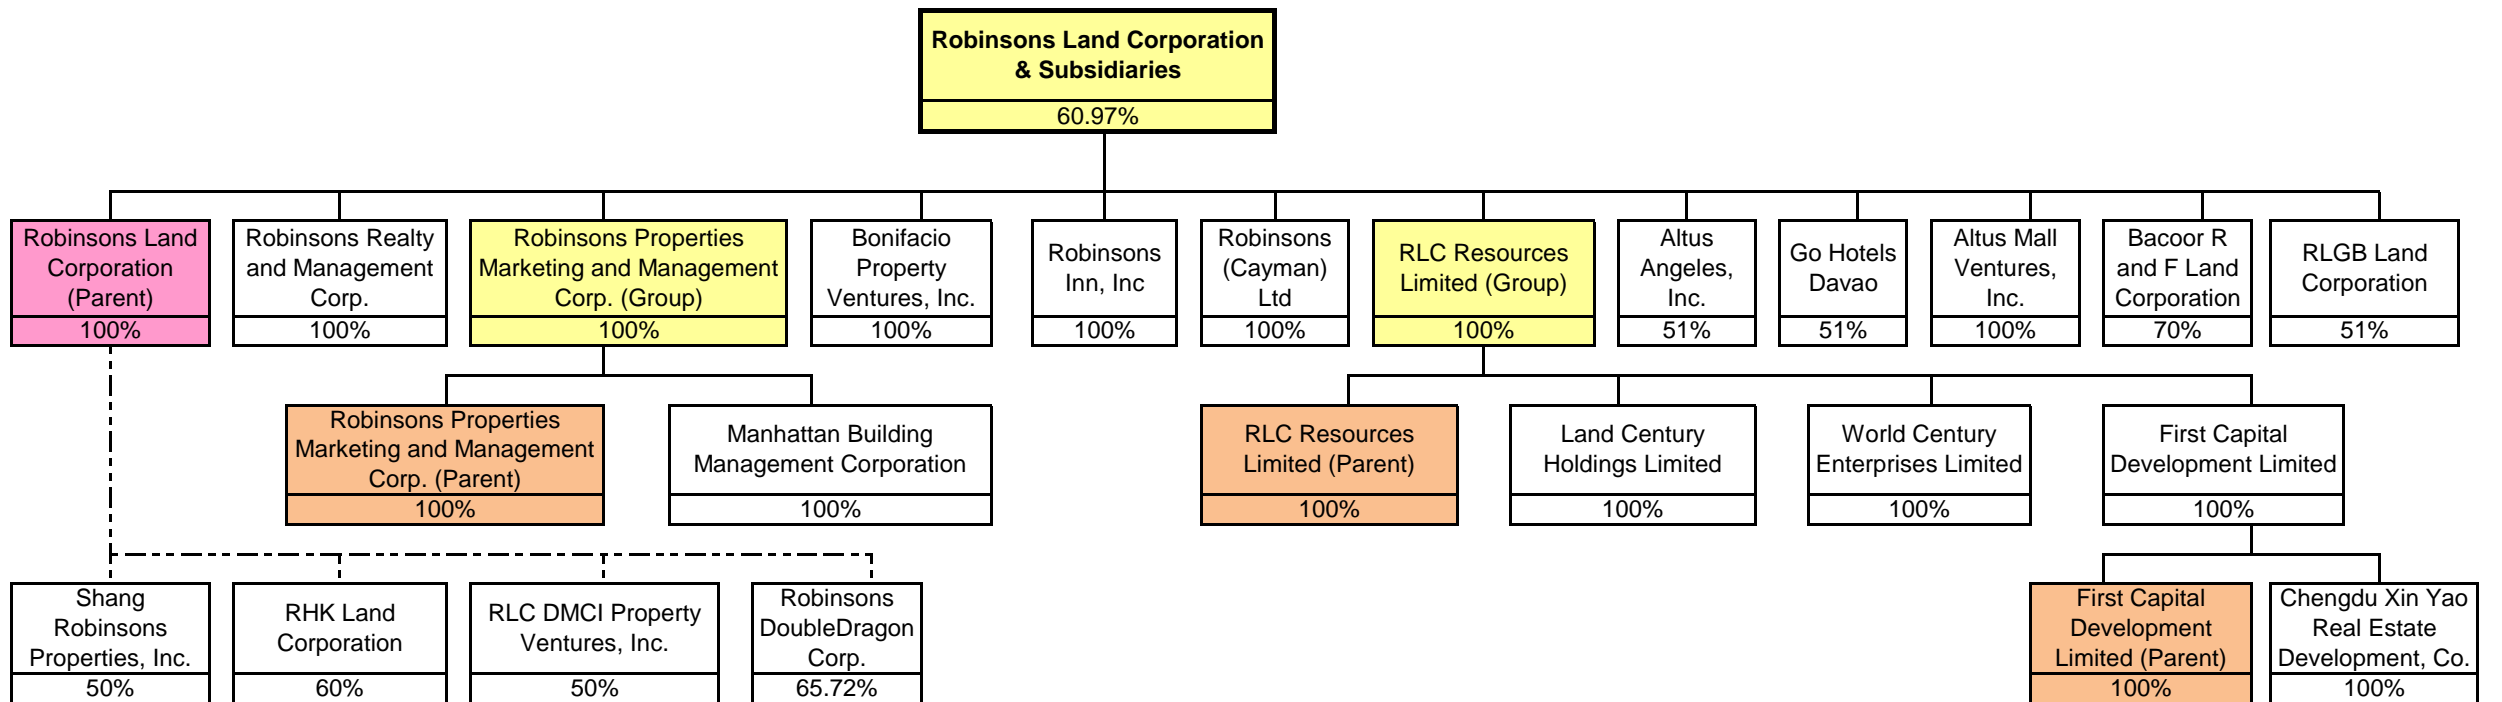 Robinsons Land Corporation
& Subsidiaries
60.97%
Robinsons Land
Corporation
(Parent)
100%
Robinsons Realty
and Management
Corp.
100%
Robinsons Properties
Marketing and Management
Corp. (Group)
100%
Bonifacio
Property
Ventures, Inc.
100%
Robinsons
Inn, Inc
100%
Robinsons
(Cayman)
Ltd
100%
RLC Resources
Limited (Group)
100%
Altus
Angeles,
Inc.
51%
Go Hotels
Davao
51%
Altus Mall
Ventures,
Inc.
100%
Bacoor R
and F Land
Corporation
70%
RLGB Land
Corporation
51%
Robinsons Properties
Marketing and Management
Corp. (Parent)
100%
Manhattan Building
Management Corporation
100%
RLC Resources
Limited (Parent)
100%
Land Century
Holdings Limited
100%
World Century
Enterprises Limited
100%
First Capital
Development Limited
100%
Shang
Robinsons
Properties, Inc.
50%
RHK Land
Corporation
60%
RLC DMCI Property
Ventures, Inc.
50%
Robinsons
DoubleDragon
Corp.
65.72%
First Capital
Development
Limited (Parent)
100%
Chengdu Xin Yao
Real Estate
Development, Co.
100%